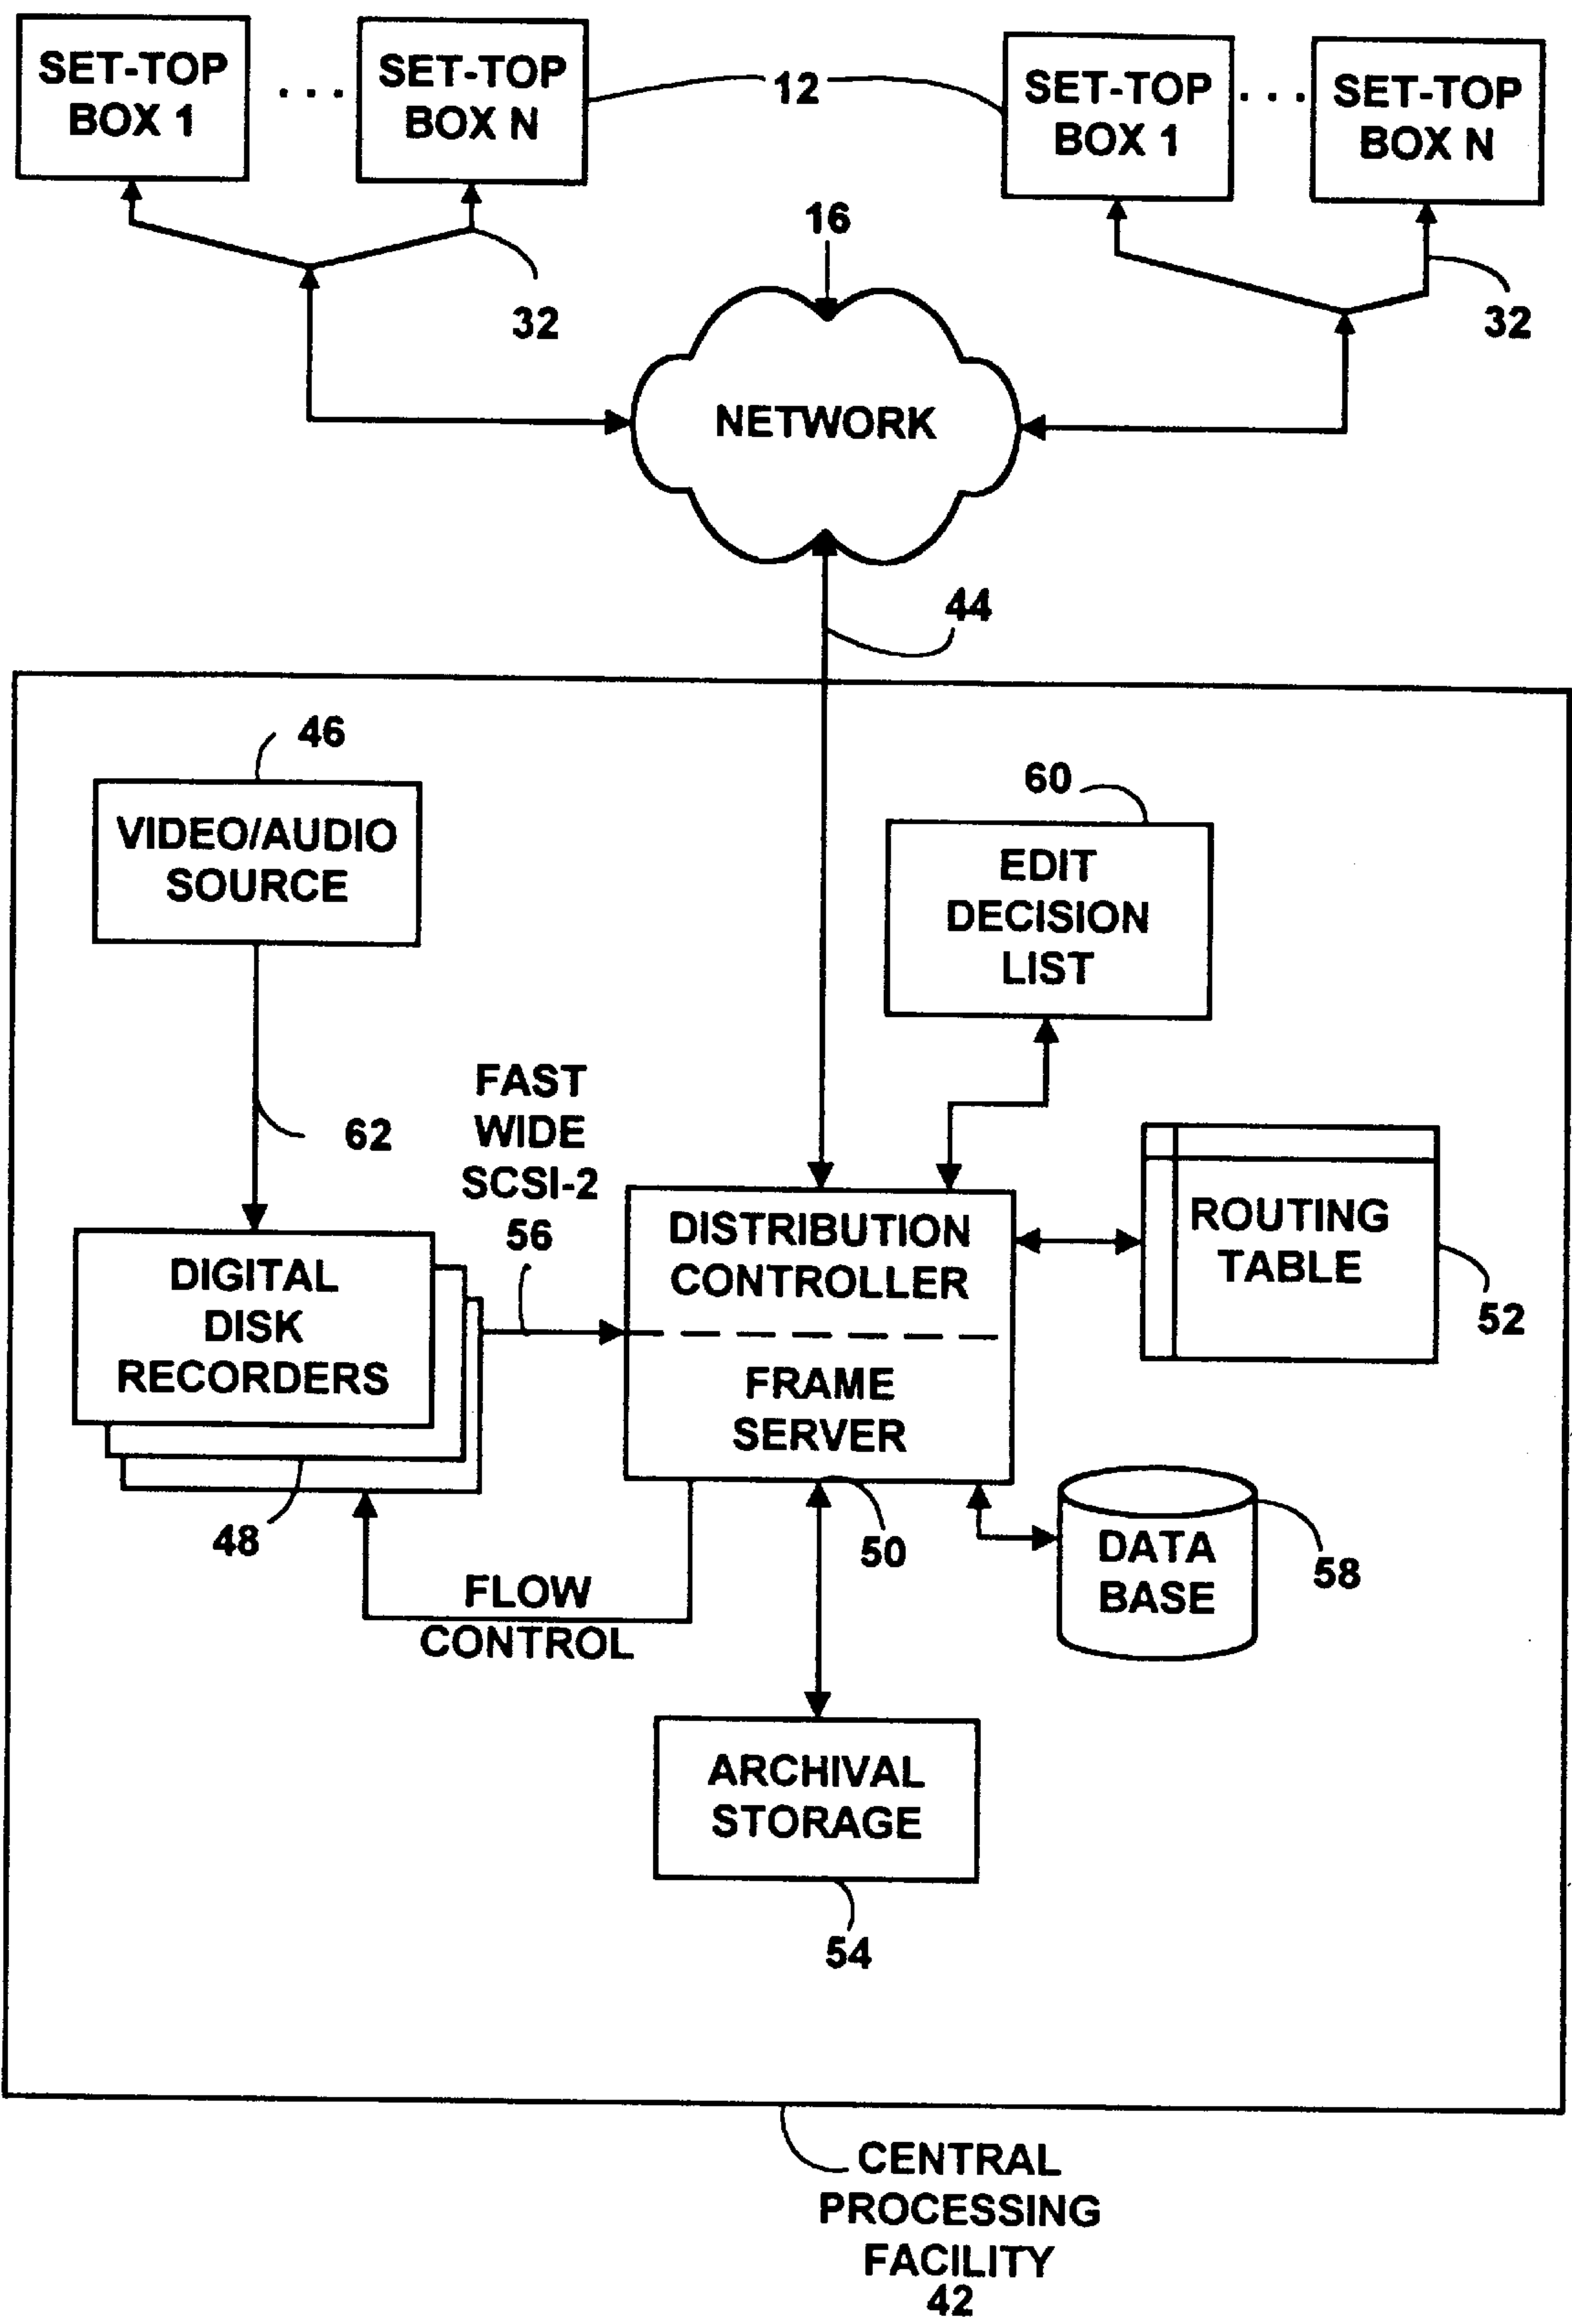 SET-TOP
BOX 1
. . .
SET-TOP
BOX N
12
SET-TOP
BOX 1
. . .
SET-TOP
BOX N
16
32
32
NETWORK
44
46
VIDEO/AUDIO
SOURCE
60
EDIT
DECISION
LIST
62
FAST
WIDE
SCSI-2
56
DIGITAL
DISK
RECORDERS
48
DISTRIBUTION
CONTROLLER
FRAME
SERVER
50
ROUTING
TABLE
52
DATA
BASE
58
FLOW
CONTROL
ARCHIVAL
STORAGE
54
CENTRAL
PROCESSING
FACILITY
42